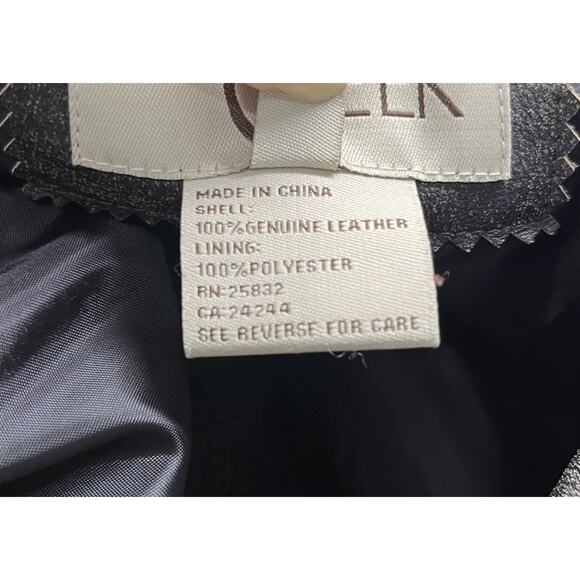 MADE IN CHINA
SHELL:
100%GENUINE LEATHER
LINING:
100%POLYESTER
RN:25832
CA:24244
SEE REVERSE FOR CARE